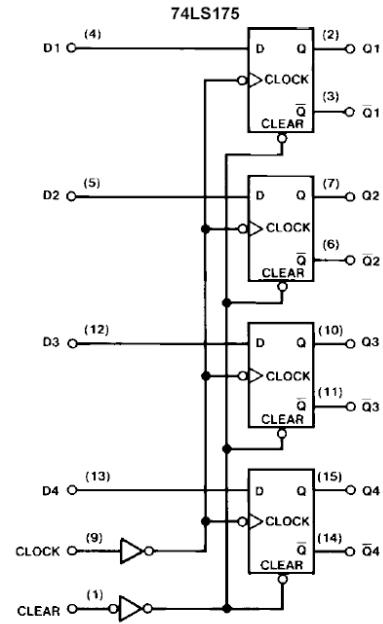 74LS175
D1 (4) D Q (2) Q1
CLOCK
Q̅ (3) Q̅1
CLEAR
D2 (5) D Q (7) Q2
CLOCK
Q̅ (6) Q̅2
CLEAR
D3 (12) D Q (10) Q3
CLOCK
Q̅ (11) Q̅3
CLEAR
D4 (13) D Q (15) Q4
CLOCK
CLOCK (9) Q̅ (14) Q̅4
CLEAR
CLEAR (1)